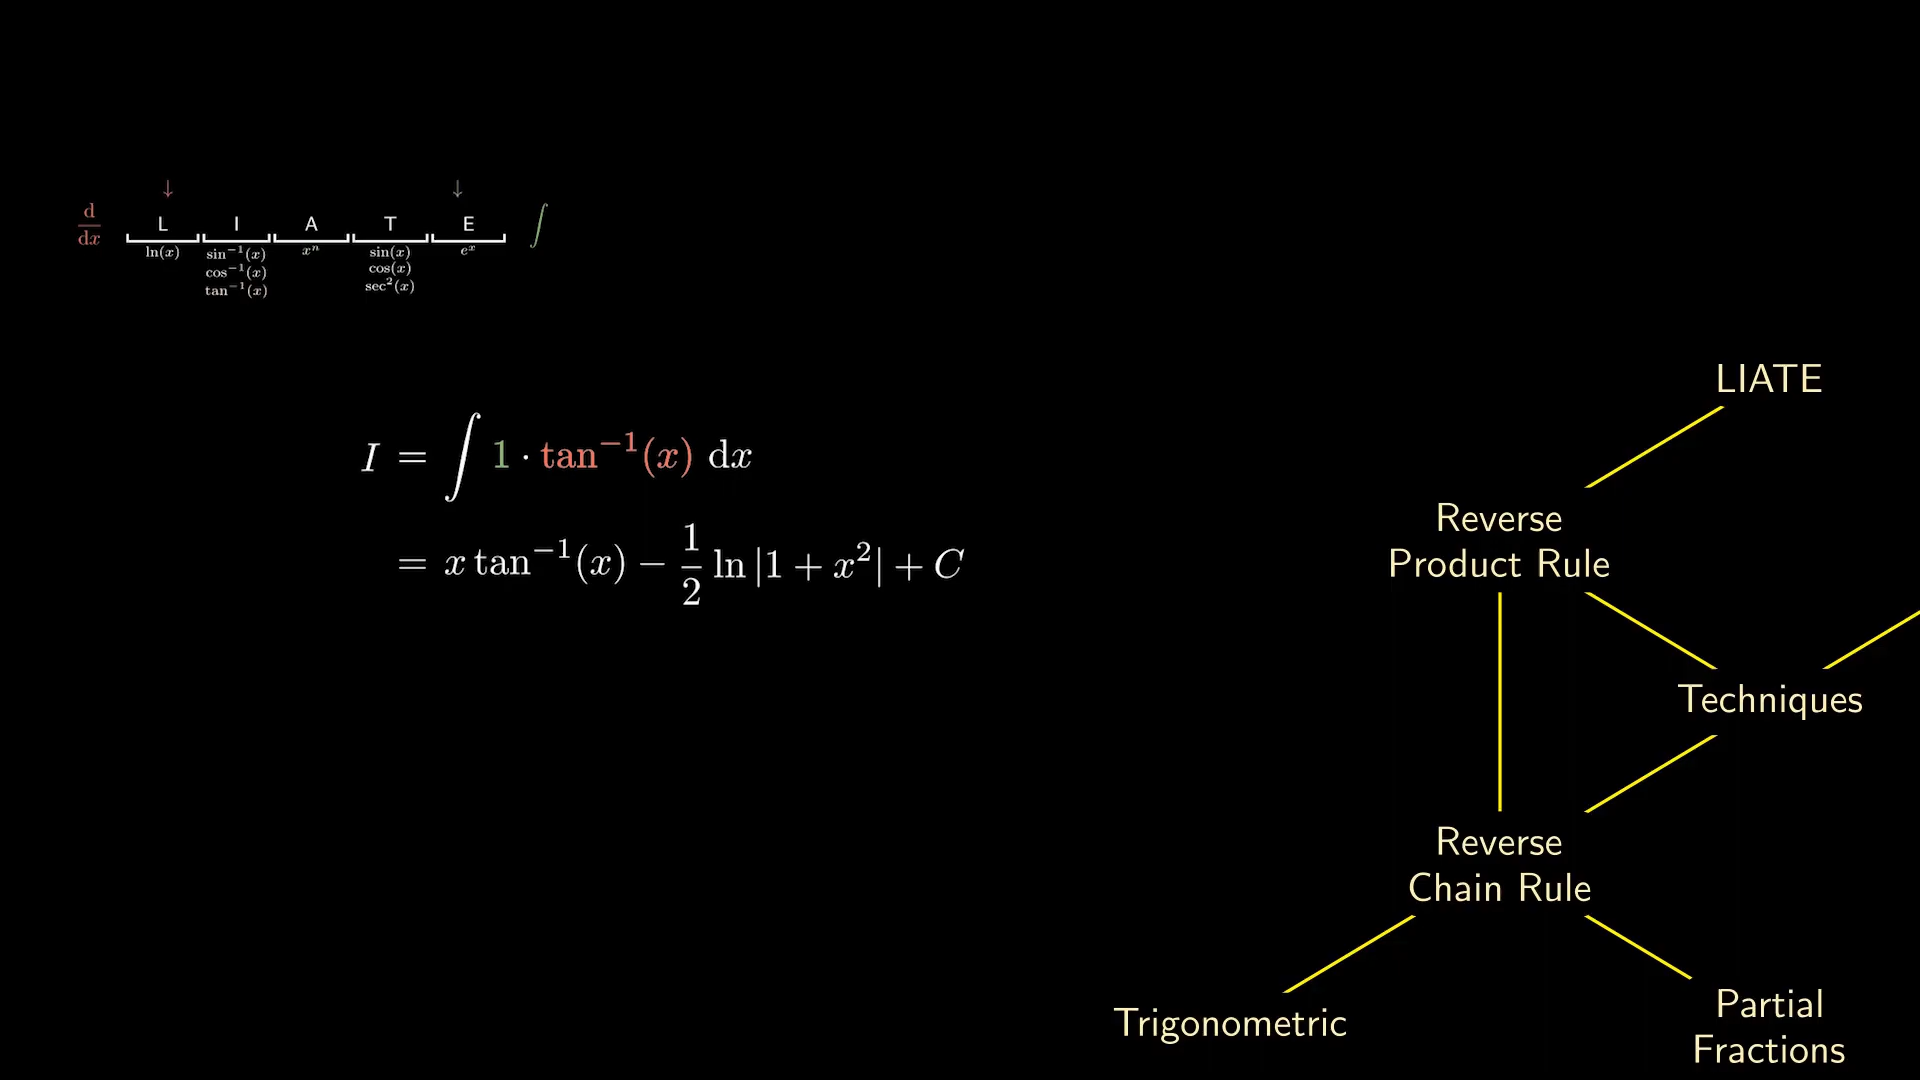 ↓ ↓
d/dx L I A T E ∫
ln(x) sin⁻¹(x) xⁿ sin(x) eˣ
cos⁻¹(x) cos(x)
tan⁻¹(x) sec²(x)
I = ∫ 1 · tan⁻¹(x) dx
= x tan⁻¹(x) − 1/2 ln|1 + x²| + C
LIATE
Reverse
Product Rule
Techniques
Reverse
Chain Rule
Trigonometric
Partial
Fractions